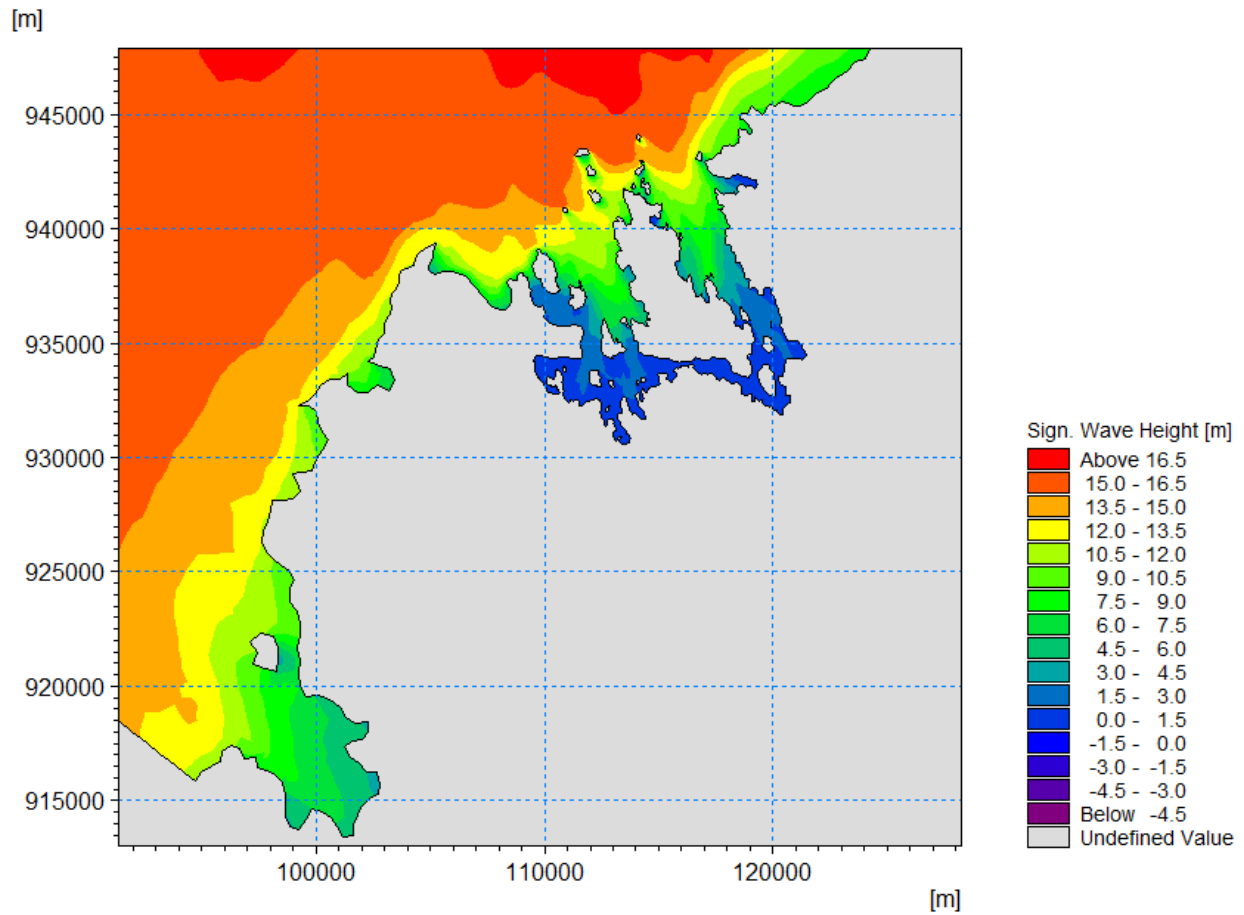 [m]
945000
940000
935000
930000
925000
920000
915000
100000 110000 120000
[m]
Sign. Wave Height [m]
Above 16.5
15.0 - 16.5
13.5 - 15.0
12.0 - 13.5
10.5 - 12.0
9.0 - 10.5
7.5 - 9.0
6.0 - 7.5
4.5 - 6.0
3.0 - 4.5
1.5 - 3.0
0.0 - 1.5
-1.5 - 0.0
-3.0 - -1.5
-4.5 - -3.0
Below -4.5
Undefined Value